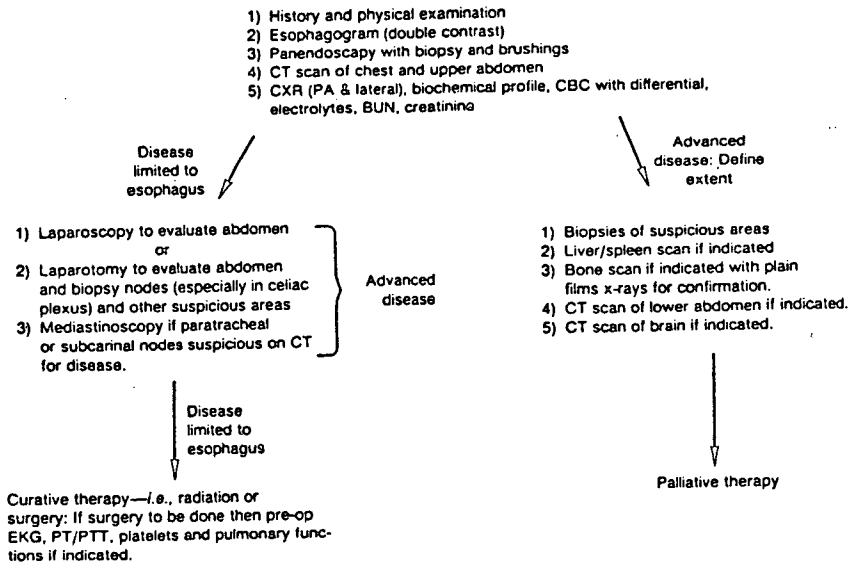 1) History and physical examination
2) Esophagogram (double contrast)
3) Panendoscapy with biopsy and brushings
4) CT scan of chest and upper abdomen
5) CXR (PA & lateral), biochemical profile, CBC with differential,
electrolytes, BUN, creatinine
Disease
limited to
esophagus
Advanced
disease: Define
extent
1) Laparoscopy to evaluate abdomen
or
2) Laparotomy to evaluate abdomen
and biopsy nodes (especially in celiac
plexus) and other suspicious areas
3) Mediastinoscopy if paratracheal
or subcarinal nodes suspicious on CT
for disease.
Advanced
disease
1) Biopsies of suspicious areas
2) Liver/spleen scan if indicated
3) Bone scan if indicated with plain
films x-rays for confirmation.
4) CT scan of lower abdomen if indicated.
5) CT scan of brain if indicated.
Disease
limited to
esophagus
Curative therapy—i.e., radiation or
surgery: If surgery to be done then pre-op
EKG, PT/PTT, platelets and pulmonary func-
tions if indicated.
Palliative therapy